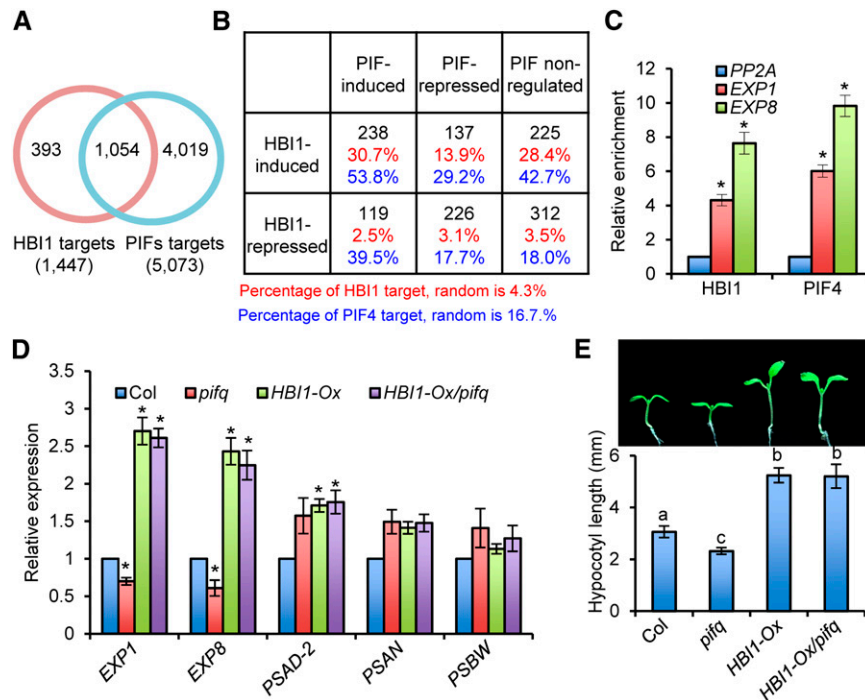 A
393
1,054
4,019
HBI1 targets
(1,447)
PIFs targets
(5,073)
B
PIF-
induced
PIF-
repressed
PIF non-
regulated
HBI1-
induced
238
30.7%
53.8%
137
13.9%
29.2%
225
28.4%
42.7%
HBI1-
repressed
119
2.5%
39.5%
226
3.1%
17.7%
312
3.5%
18.0%
Percentage of HBI1 target, random is 4.3%
Percentage of PIF4 target, random is 16.7.%
C
Relative enrichment
12
10
8
6
4
2
0
PP2A
EXP1
EXP8
*
*
*
*
HBI1
PIF4
D
Relative expression
3.5
3
2.5
2
1.5
1
0.5
0
Col
pifq
HBI1-Ox
HBI1-Ox/pifq
*
*
*
*
*
*
*
*
EXP1
EXP8
PSAD-2
PSAN
PSBW
E
Hypocotyl length (mm)
6
4
2
0
a
c
b
b
Col
pifq
HBI1-Ox
HBI1-Ox/pifq